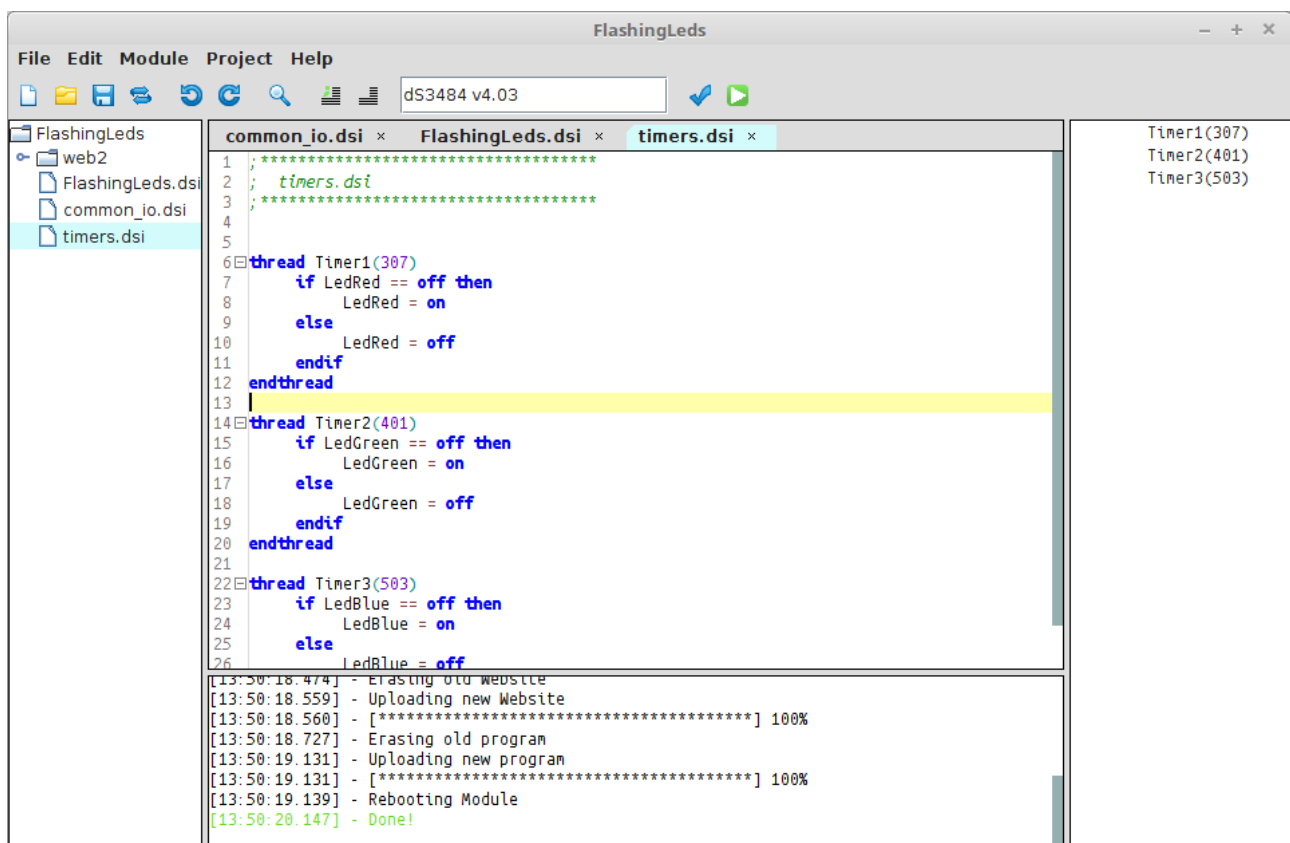 FlashingLeds
File Edit Module Project Help
dS3484 v4.03
FlashingLeds
web2
FlashingLeds.dsi
common_io.dsi
timers.dsi
common_io.dsi × FlashingLeds.dsi × timers.dsi ×
1 ;************************************
2 ;  timers.dsi
3 ;************************************
4
5
6 thread Timer1(307)
7 if LedRed == off then
8 LedRed = on
9 else
10 LedRed = off
11 endif
12 endthread
13
14 thread Timer2(401)
15 if LedGreen == off then
16 LedGreen = on
17 else
18 LedGreen = off
19 endif
20 endthread
21
22 thread Timer3(503)
23 if LedBlue == off then
24 LedBlue = on
25 else
26 LedBlue = off
[13:50:18.474] - Erasing old Website
[13:50:18.559] - Uploading new Website
[13:50:18.560] - [****************************************] 100%
[13:50:18.727] - Erasing old program
[13:50:19.131] - Uploading new program
[13:50:19.131] - [****************************************] 100%
[13:50:19.139] - Rebooting Module
[13:50:20.147] - Done!
Timer1(307)
Timer2(401)
Timer3(503)